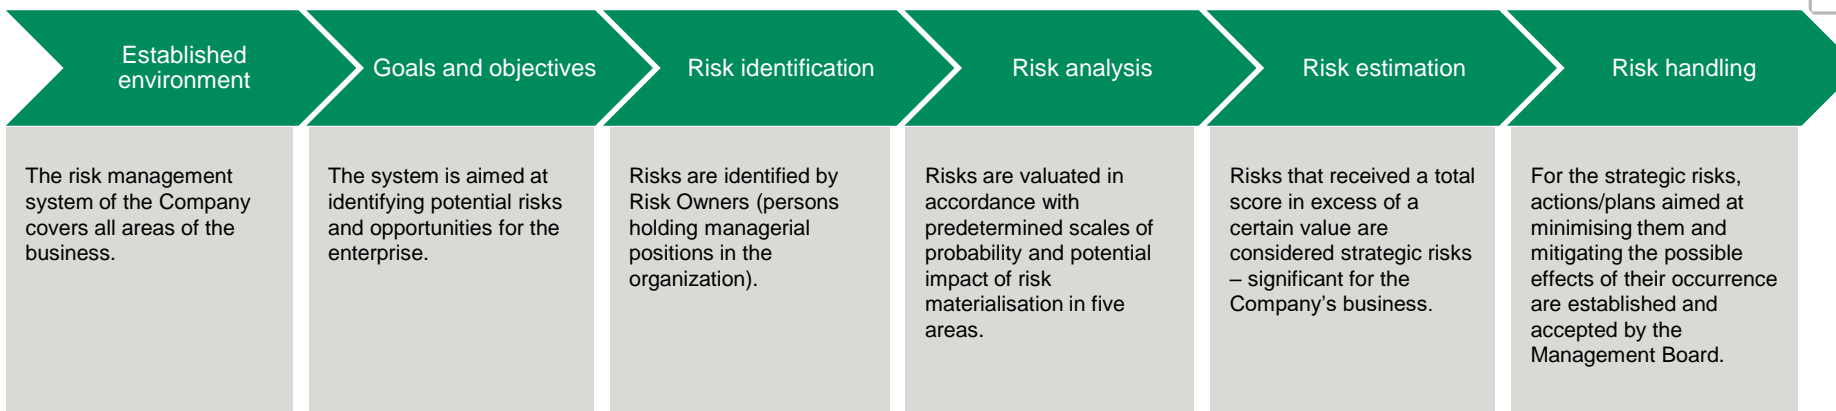 Established
environment
Goals and objectives
Risk identification
Risk analysis
Risk estimation
Risk handling
The risk management
system of the Company
covers all areas of the
business.
The system is aimed at
identifying potential risks
and opportunities for the
enterprise.
Risks are identified by
Risk Owners (persons
holding managerial
positions in the
organization).
Risks are valuated in
accordance with
predetermined scales of
probability and potential
impact of risk
materialisation in five
areas.
Risks that received a total
score in excess of a
certain value are
considered strategic risks
– significant for the
Company’s business.
For the strategic risks,
actions/plans aimed at
minimising them and
mitigating the possible
effects of their occurrence
are established and
accepted by the
Management Board.